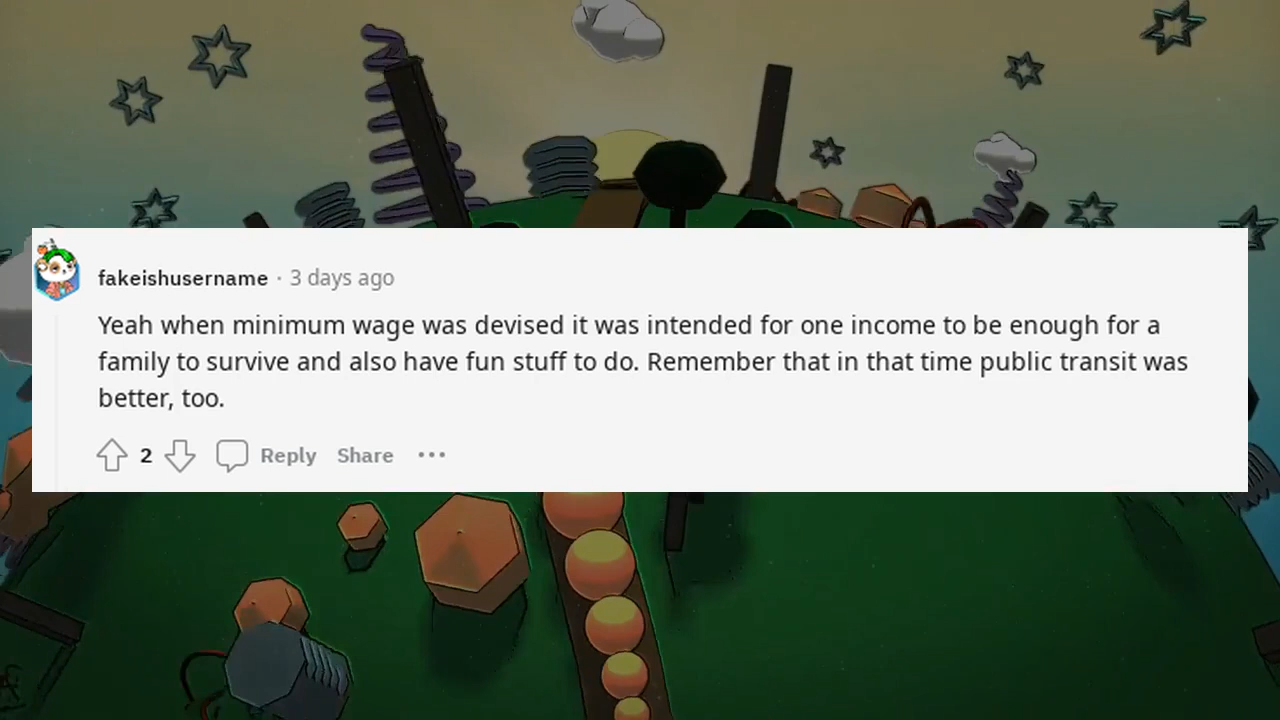 fakeishusername · 3 days ago
Yeah when minimum wage was devised it was intended for one income to be enough for a
family to survive and also have fun stuff to do. Remember that in that time public transit was
better, too.
2 Reply Share